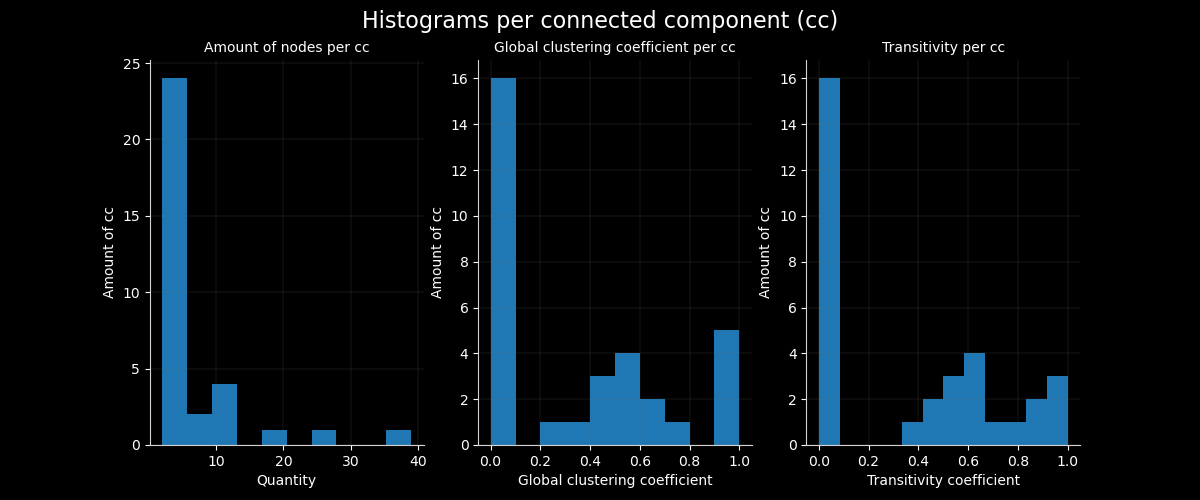 Histograms per connected component (cc)
Amount of nodes per cc
Global clustering coefficient per cc
Transitivity per cc
Amount of cc
25
20
15
10
5
0
10 20 30 40
Quantity
Amount of cc
16
14
12
10
8
6
4
2
0
0.0 0.2 0.4 0.6 0.8 1.0
Global clustering coefficient
Amount of cc
16
14
12
10
8
6
4
2
0
0.0 0.2 0.4 0.6 0.8 1.0
Transitivity coefficient